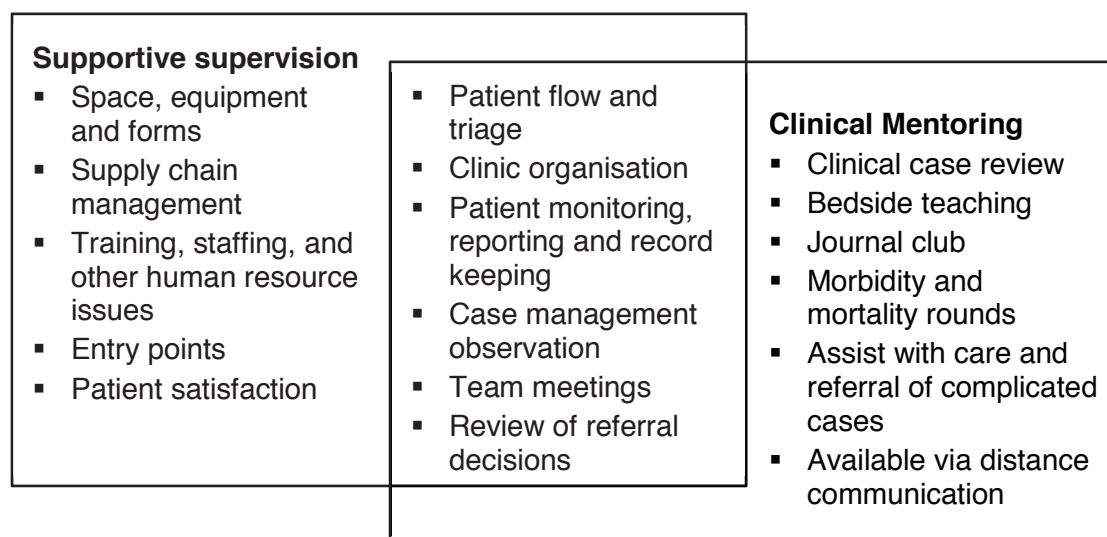 Supportive supervision
▪ Space, equipment
and forms
▪ Supply chain
management
▪ Training, staffing, and
other human resource
issues
▪ Entry points
▪ Patient satisfaction
▪ Patient flow and
triage
▪ Clinic organisation
▪ Patient monitoring,
reporting and record
keeping
▪ Case management
observation
▪ Team meetings
▪ Review of referral
decisions
Clinical Mentoring
▪ Clinical case review
▪ Bedside teaching
▪ Journal club
▪ Morbidity and
mortality rounds
▪ Assist with care and
referral of complicated
cases
▪ Available via distance
communication